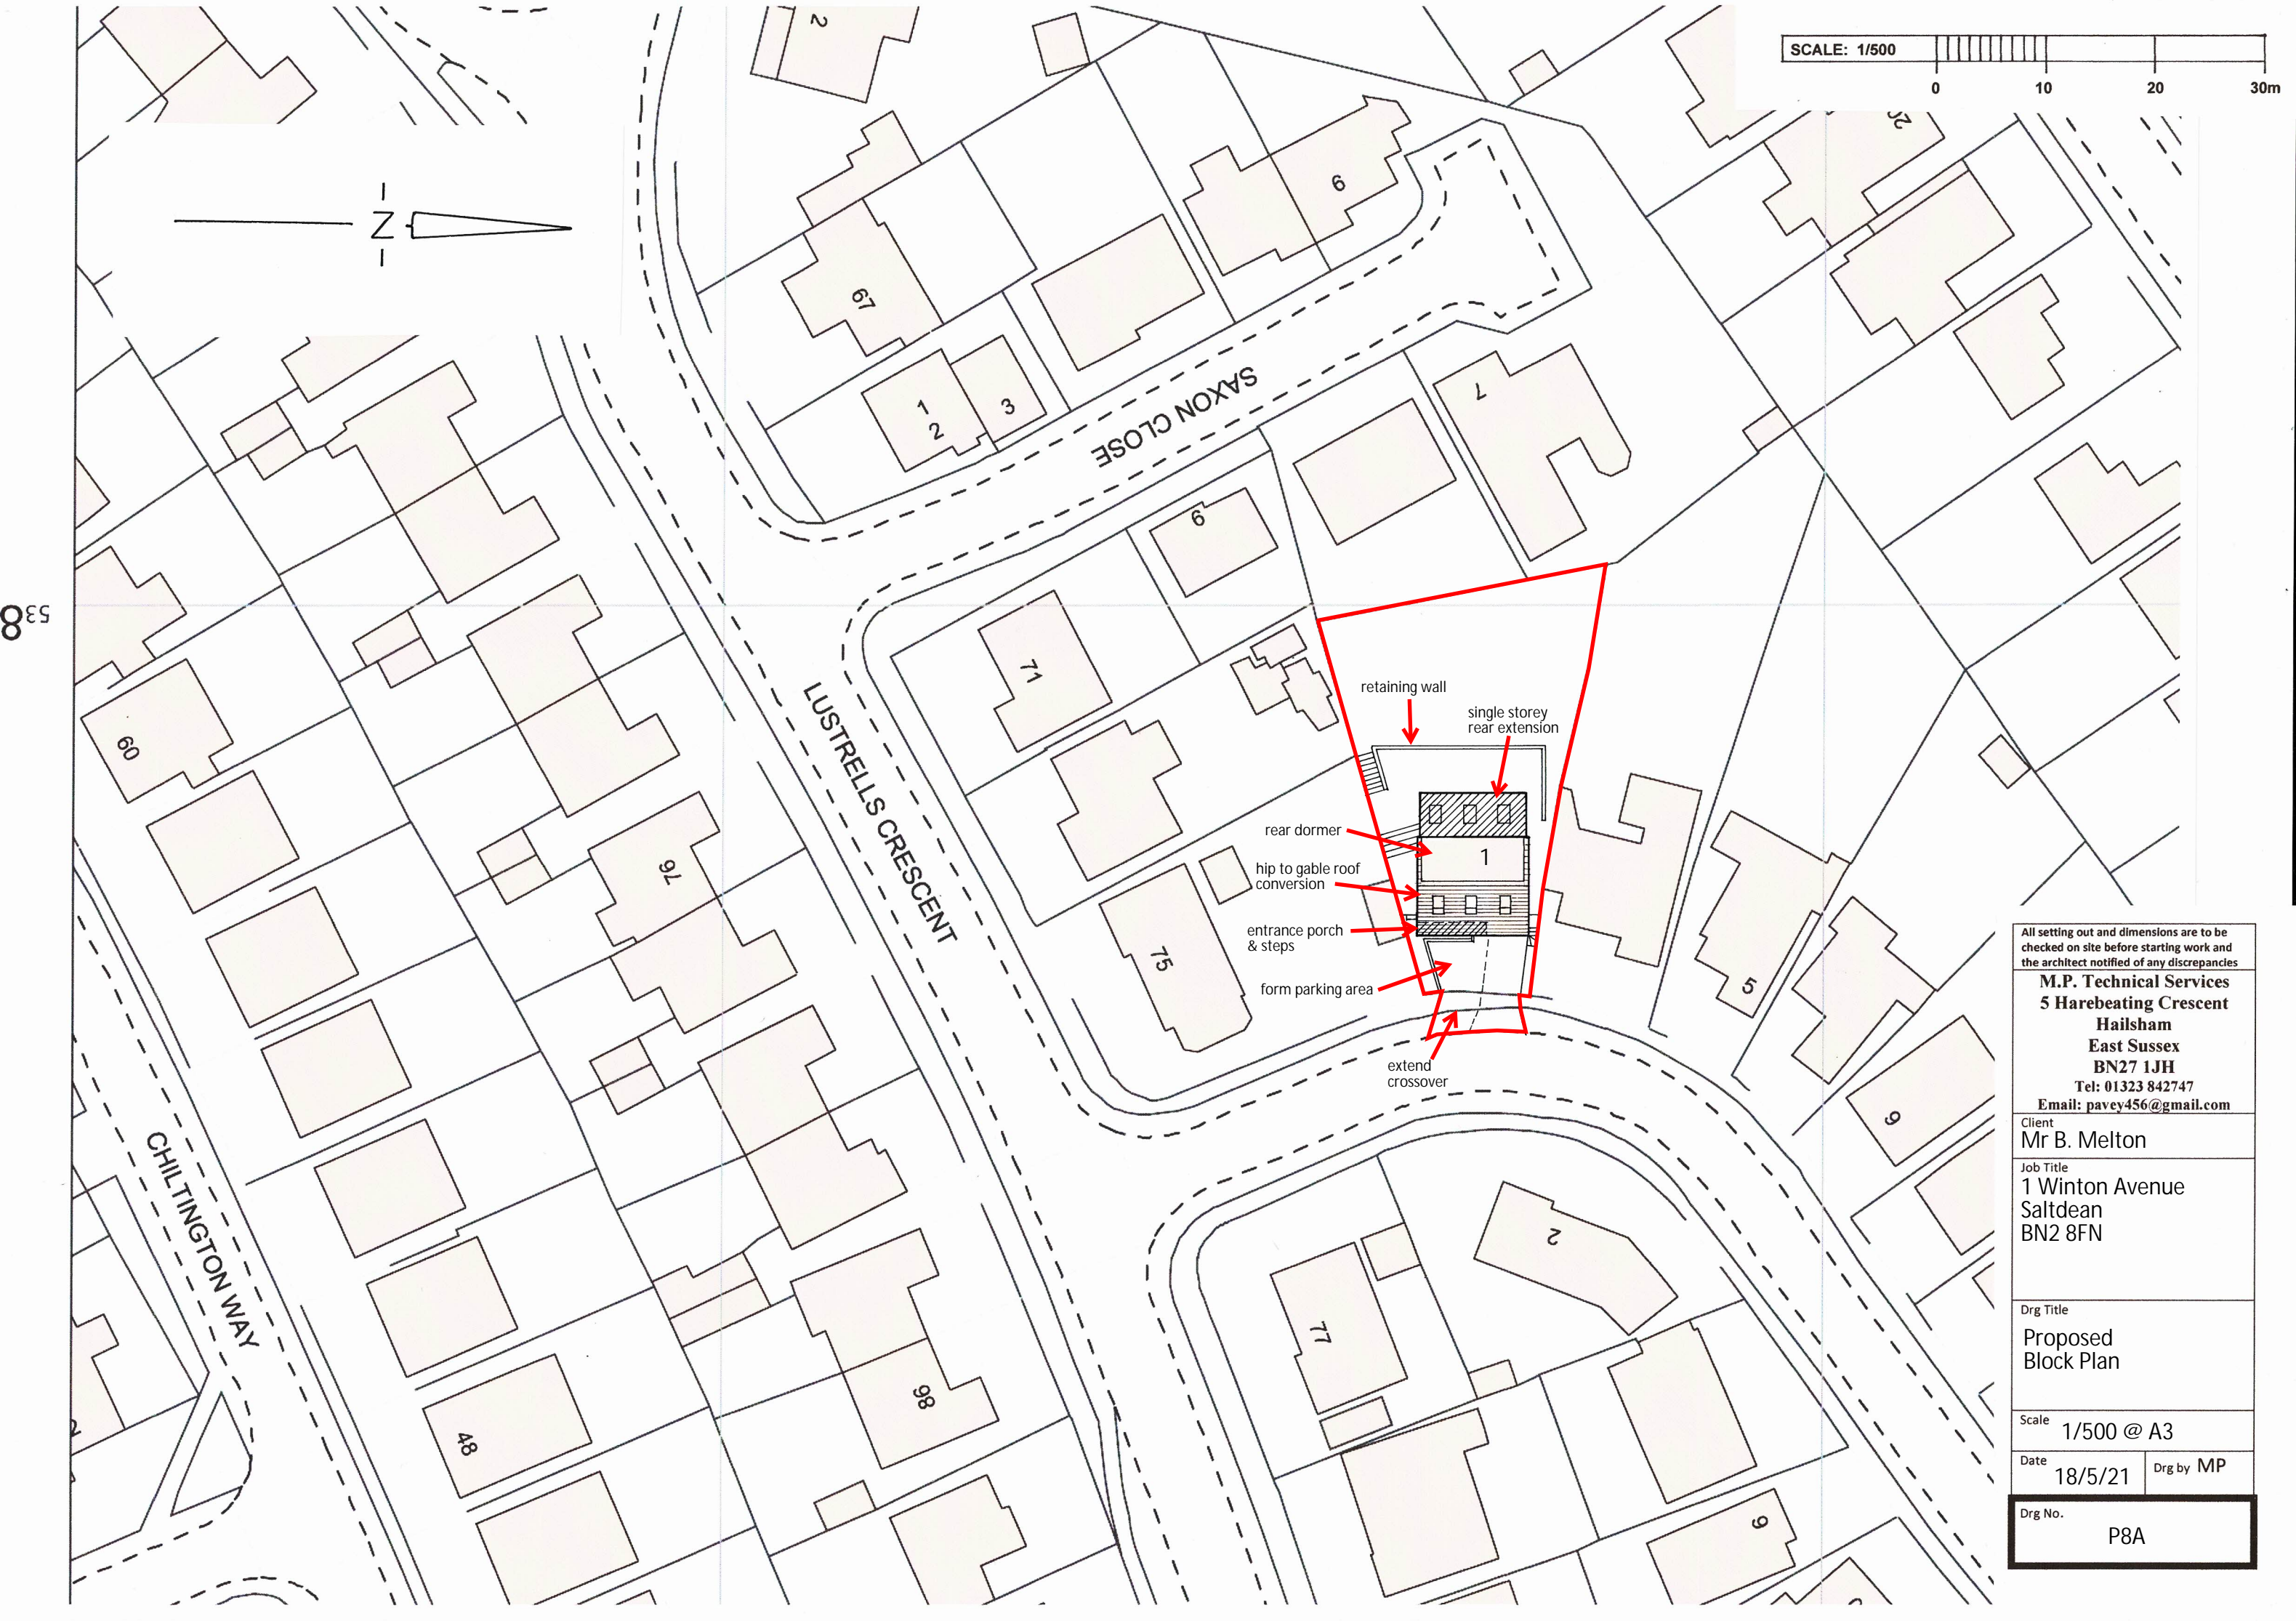 SCALE: 1/500
0 10 20 30m
N
2
67
1
2
3
9
20
7
SAXON CLOSE
538
6
71
60
LUSTRELLS CRESCENT
76
75
retaining wall
single storey
rear extension
rear dormer
1
hip to gable roof
conversion
entrance porch
& steps
form parking area
extend
crossover
5
9
CHILTINGTON WAY
2
77
86
48
9
All setting out and dimensions are to be
checked on site before starting work and
the architect notified of any discrepancies
M.P. Technical Services
5 Harebeating Crescent
Hailsham
East Sussex
BN27 1JH
Tel: 01323 842747
Email: pavey456@gmail.com
Client
Mr B. Melton
Job Title
1 Winton Avenue
Saltdean
BN2 8FN
Drg Title
Proposed
Block Plan
Scale
1/500 @ A3
Date
18/5/21
Drg by MP
Drg No.
P8A